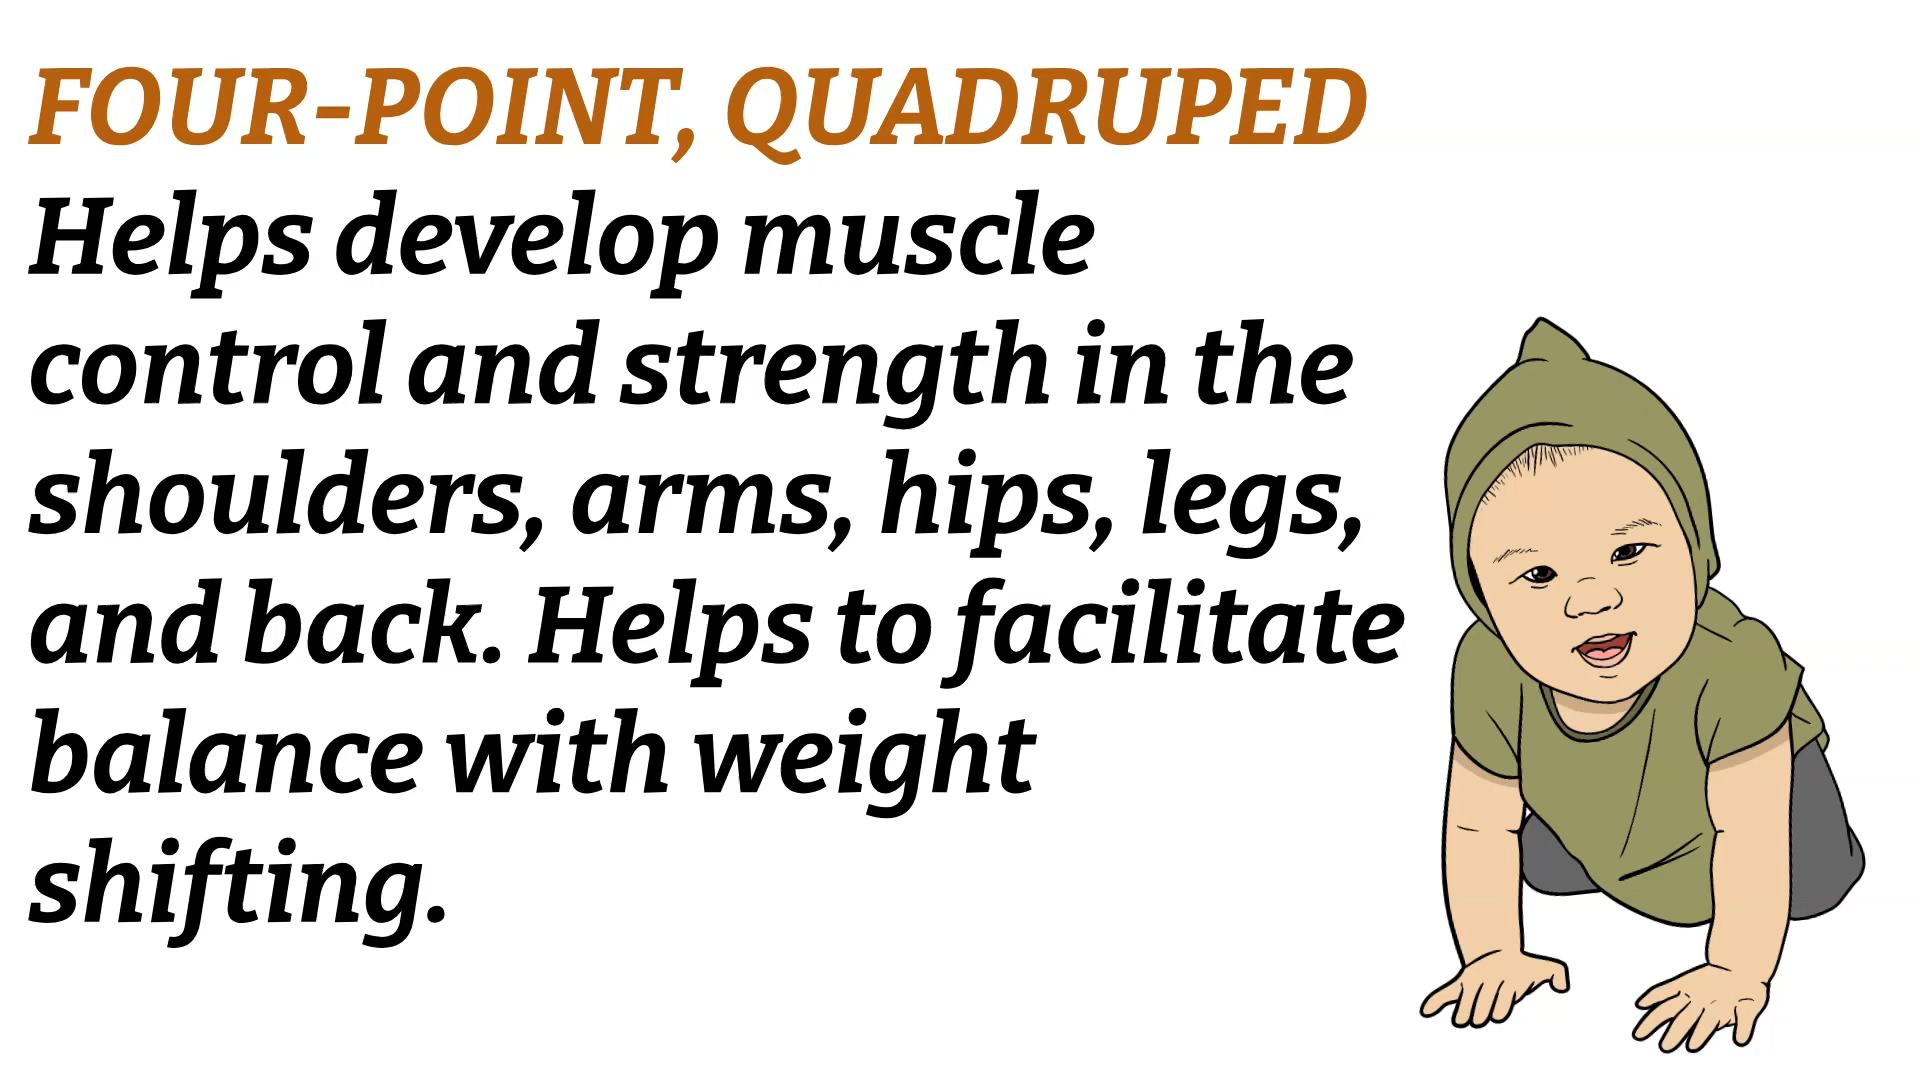 FOUR-POINT, QUADRUPED
Helps develop muscle
control and strength in the
shoulders, arms, hips, legs,
and back. Helps to facilitate
balance with weight
shifting.